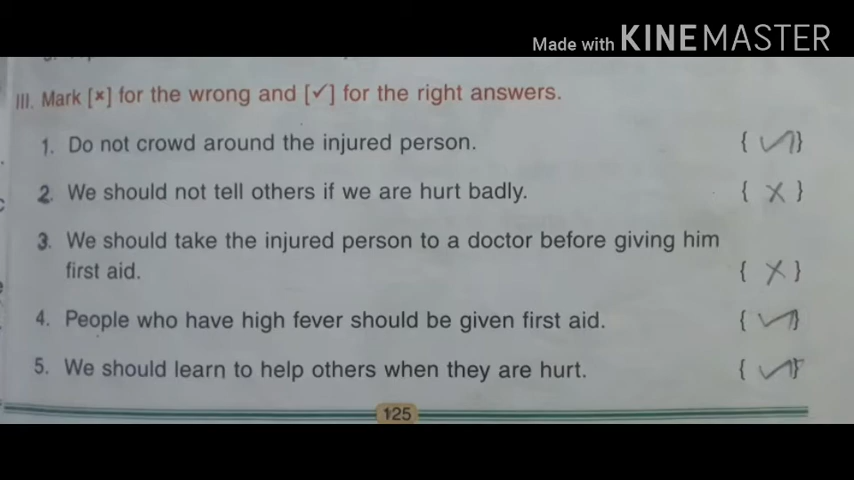 Made with KINEMASTER
III. Mark [×] for the wrong and [✓] for the right answers.
1. Do not crowd around the injured person. { ✓ }
2. We should not tell others if we are hurt badly. { × }
3. We should take the injured person to a doctor before giving him
first aid. { × }
4. People who have high fever should be given first aid. { ✓ }
5. We should learn to help others when they are hurt. { ✓ }
125